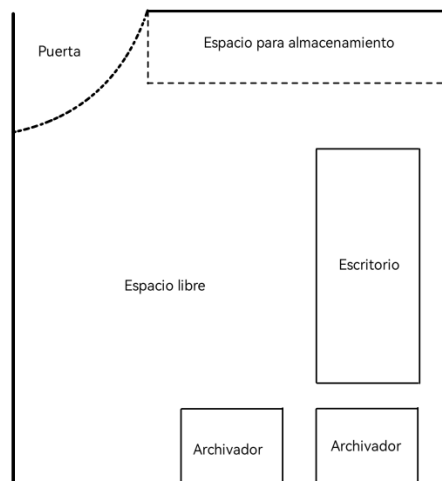 Espacio para almacenamiento
Puerta
Escritorio
Espacio libre
Archivador
Archivador